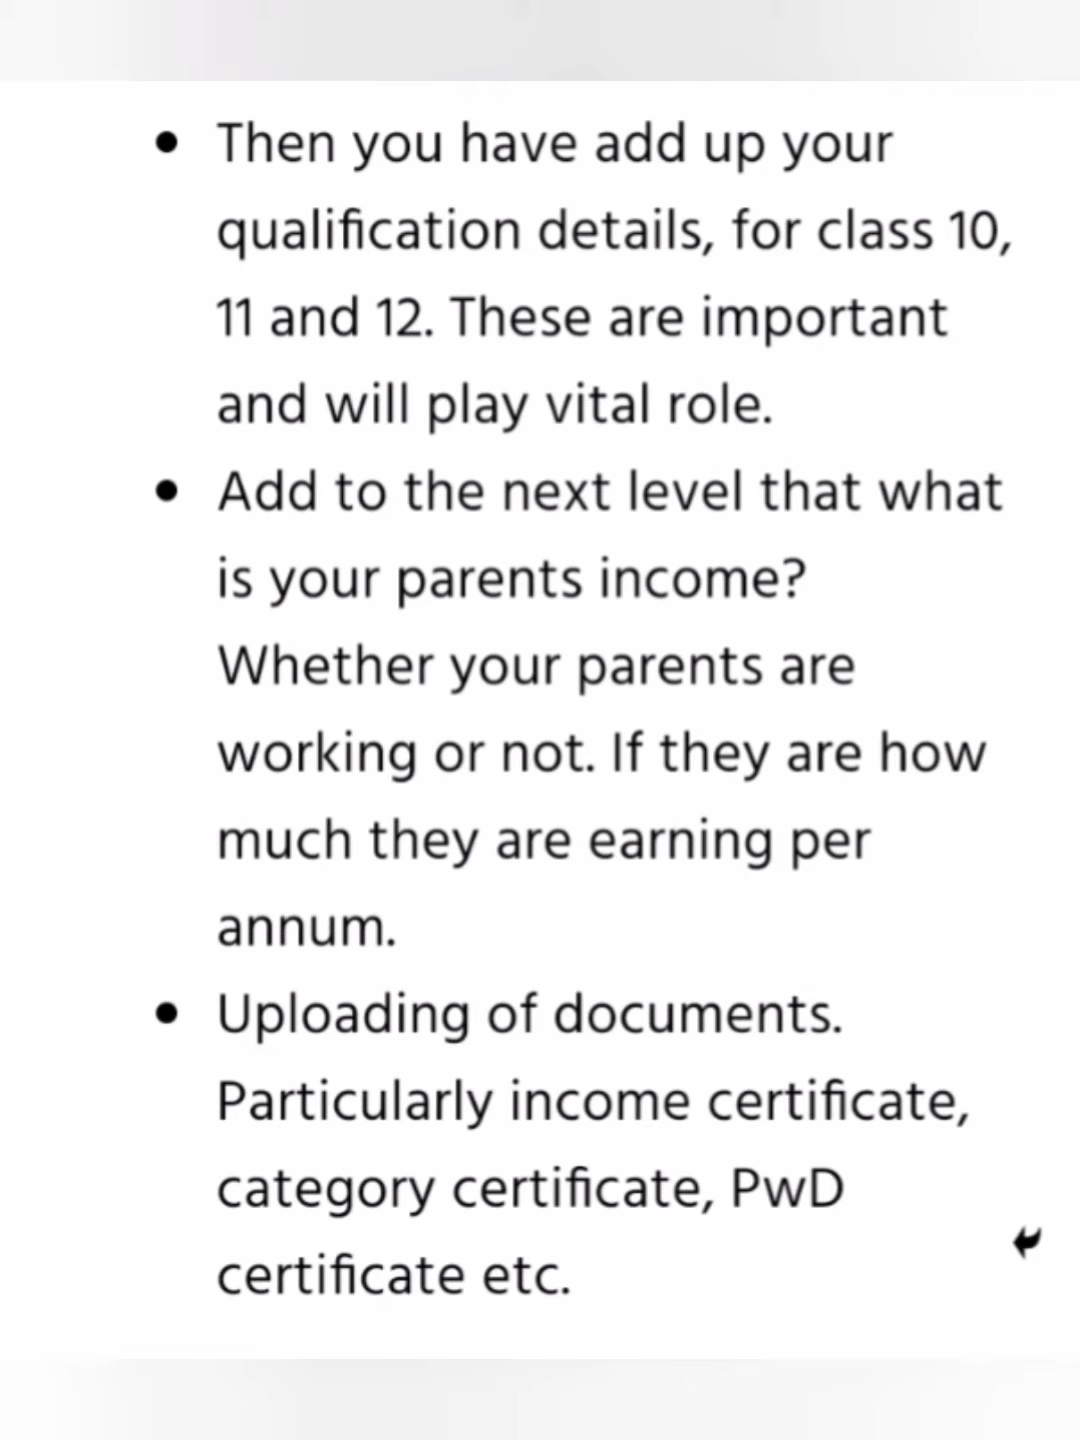 • Then you have add up your
qualification details, for class 10,
11 and 12. These are important
and will play vital role.
• Add to the next level that what
is your parents income?
Whether your parents are
working or not. If they are how
much they are earning per
annum.
• Uploading of documents.
Particularly income certificate,
category certificate, PwD
certificate etc.